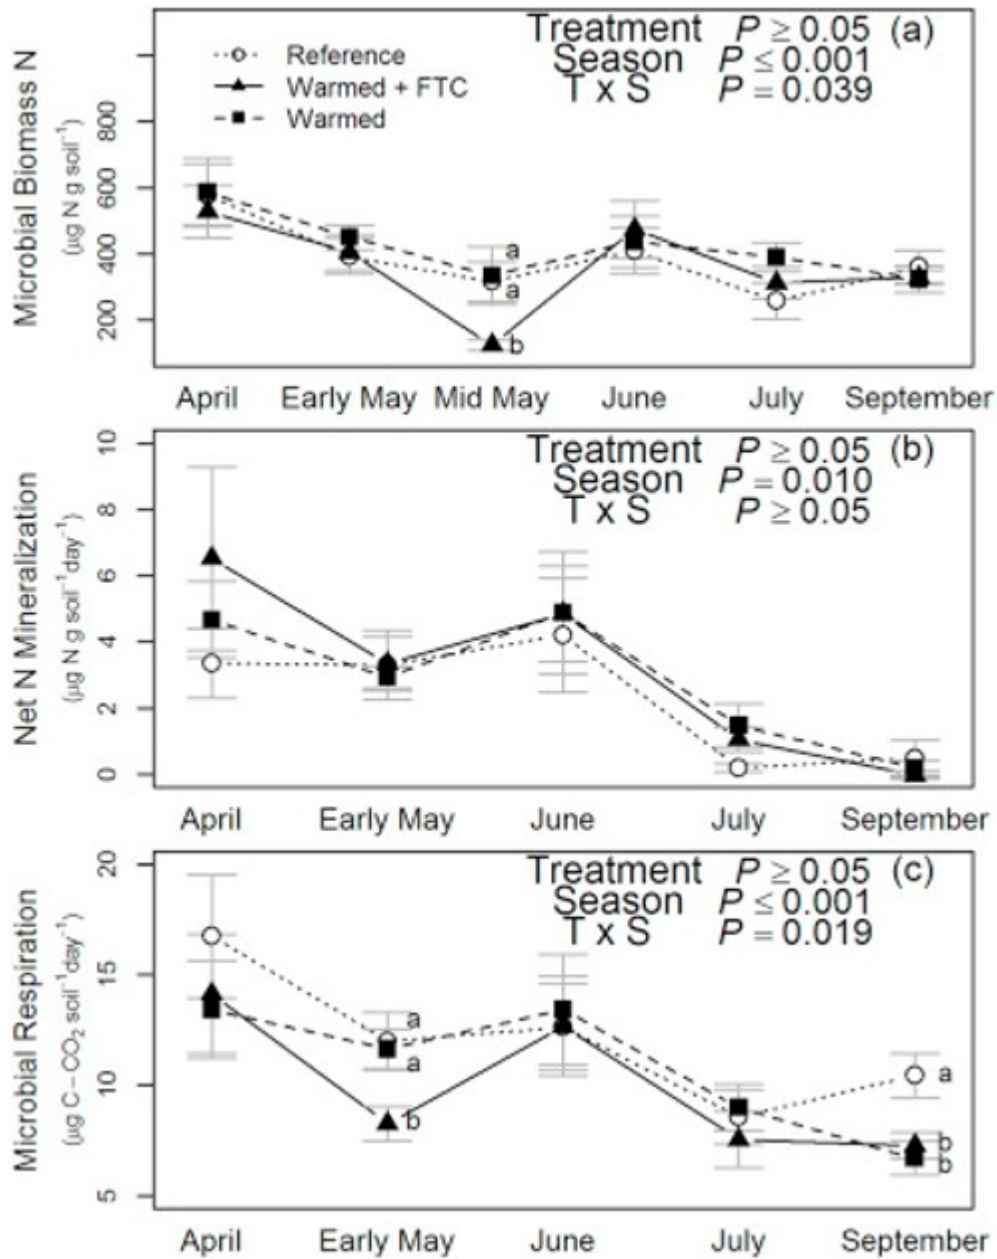 Treatment P ≥ 0.05 (a)
Season P ≤ 0.001
T x S P = 0.039
Reference
Warmed + FTC
Warmed
Microbial Biomass N
(µg N g soil⁻¹)
800
600
400
200
a
a
b
April Early May Mid May June July September
Treatment P ≥ 0.05 (b)
Season P = 0.010
T x S P ≥ 0.05
Net N Mineralization
(µg N g soil⁻¹day⁻¹)
10
8
6
4
2
0
April Early May June July September
Treatment P ≥ 0.05 (c)
Season P ≤ 0.001
T x S P = 0.019
Microbial Respiration
(µg C−CO₂ soil⁻¹day⁻¹)
20
15
10
5
a
a
b
a
b
b
April Early May June July September